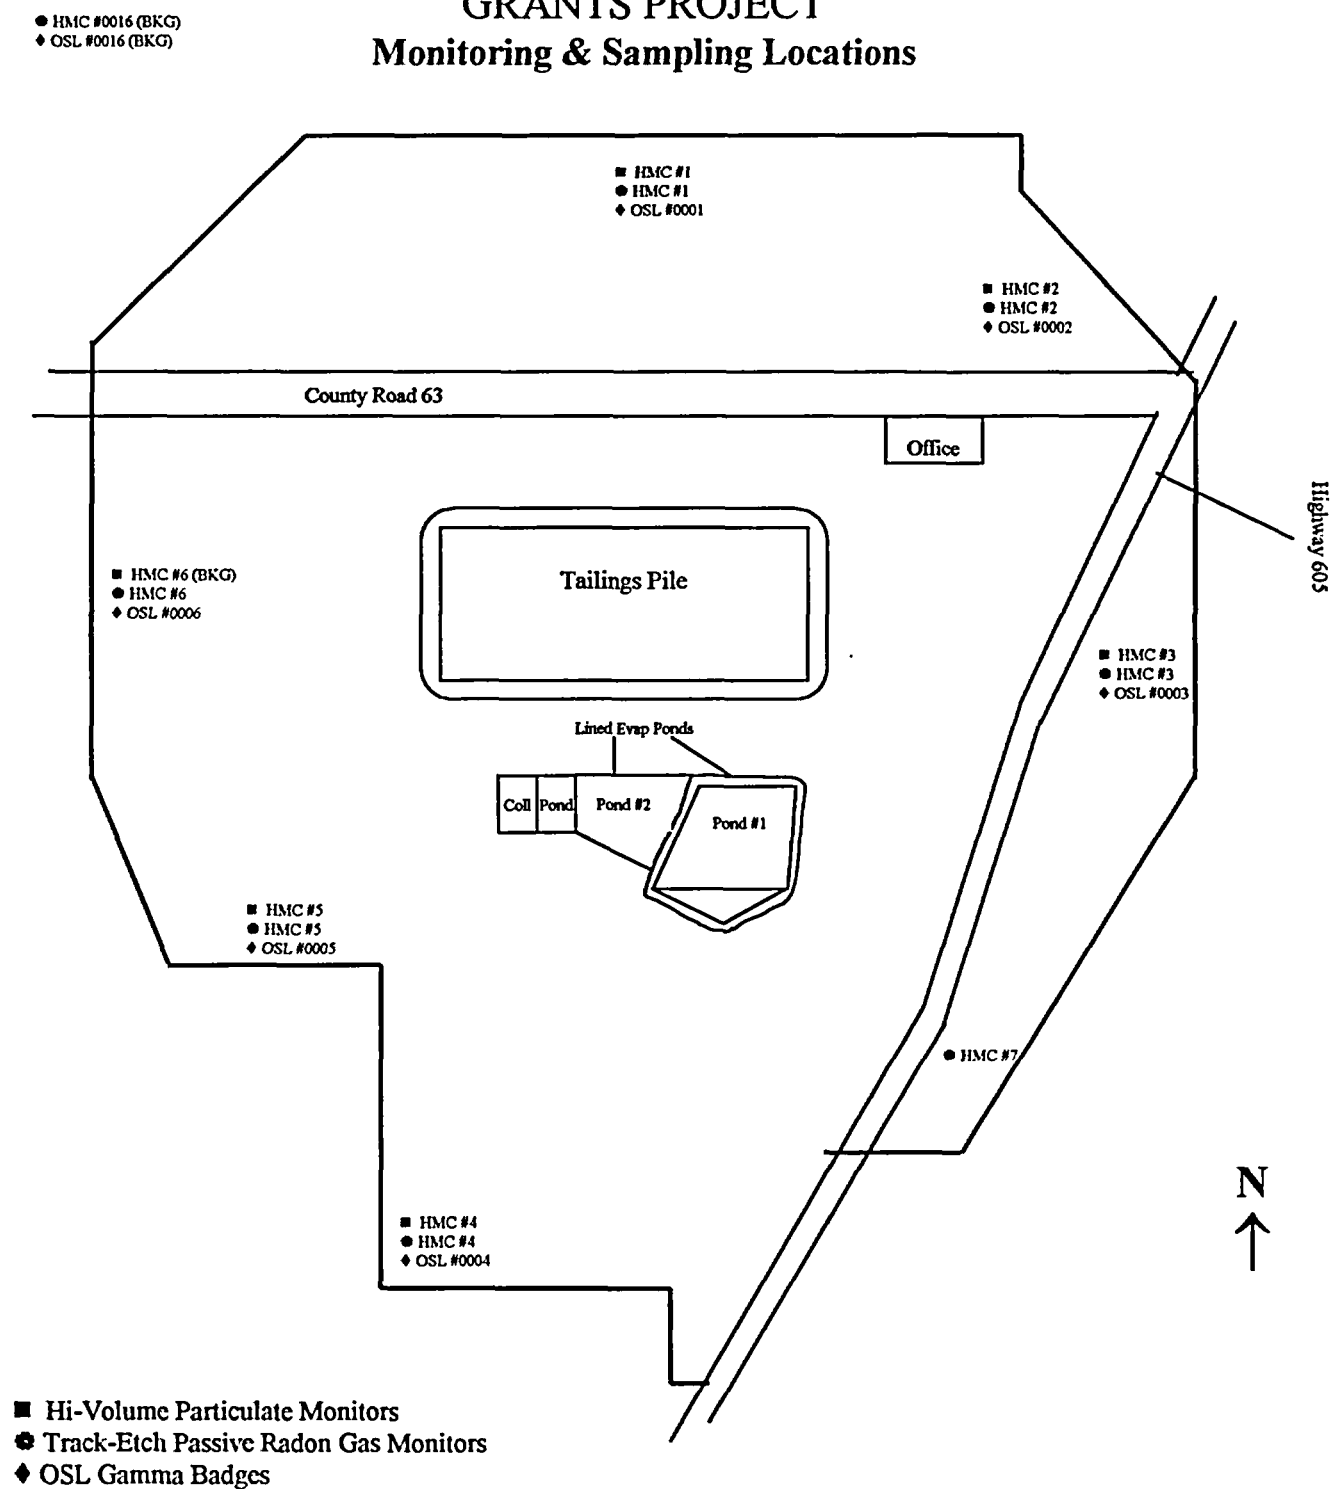 GRANTS PROJECT
Monitoring & Sampling Locations
HMC #0016 (BKG)
OSL #0016 (BKG)
HMC #1
HMC #1
OSL #0001
HMC #2
HMC #2
OSL #0002
County Road 63
Office
Highway 605
Tailings Pile
HMC #6 (BKG)
HMC #6
OSL #0006
HMC #3
HMC #3
OSL #0003
Lined Evap Ponds
Coll Pond Pond #2
Pond #1
HMC #5
HMC #5
OSL #0005
HMC #7
N
HMC #4
HMC #4
OSL #0004
Hi-Volume Particulate Monitors
Track-Etch Passive Radon Gas Monitors
OSL Gamma Badges